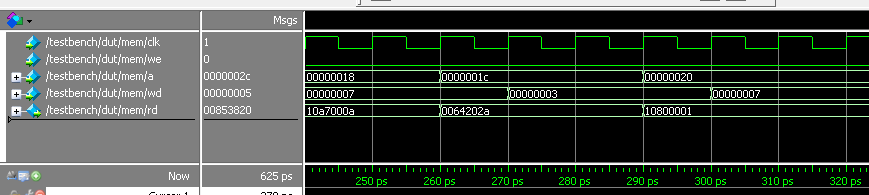 Msgs
/testbench/dut/mem/clk 1
/testbench/dut/mem/we 0
/testbench/dut/mem/a 0000002c 00000018 0000001c 00000020
/testbench/dut/mem/wd 00000005 00000007 00000003 00000007
/testbench/dut/mem/rd 00853820 10a7000a 0064202a 10800001
Now 625 ps 250 ps 260 ps 270 ps 280 ps 290 ps 300 ps 310 ps 320 ps
Cursor 1